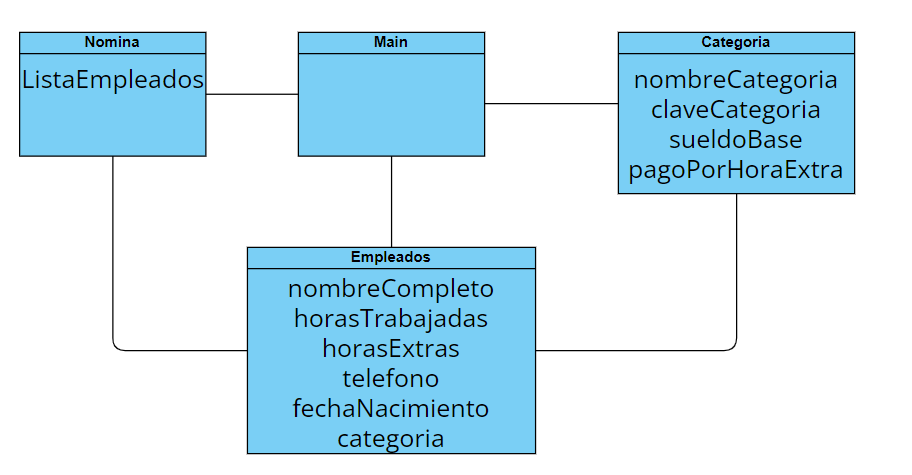 Nomina
ListaEmpleados
Main
Categoria
nombreCategoria
claveCategoria
sueldoBase
pagoPorHoraExtra
Empleados
nombreCompleto
horasTrabajadas
horasExtras
telefono
fechaNacimiento
categoria